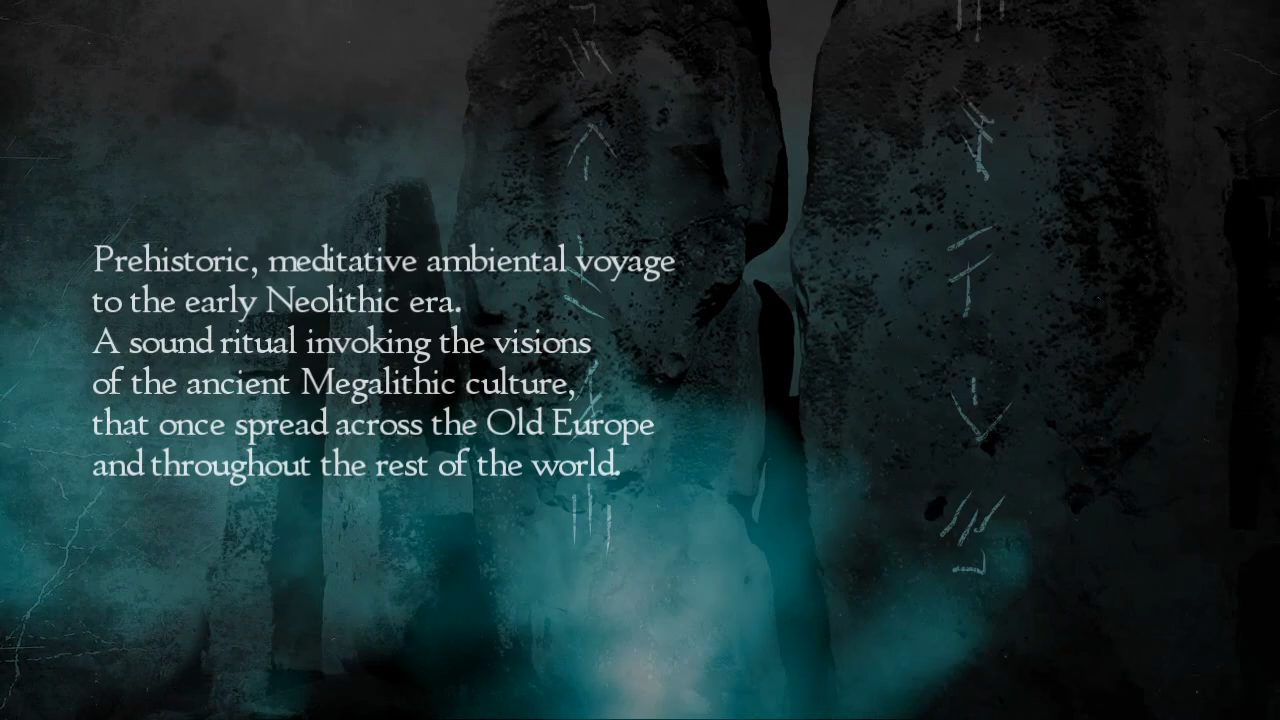 Prehistoric, meditative ambiental voyage
to the early Neolithic era.
A sound ritual invoking the visions
of the ancient Megalithic culture,
that once spread across the Old Europe
and throughout the rest of the world.